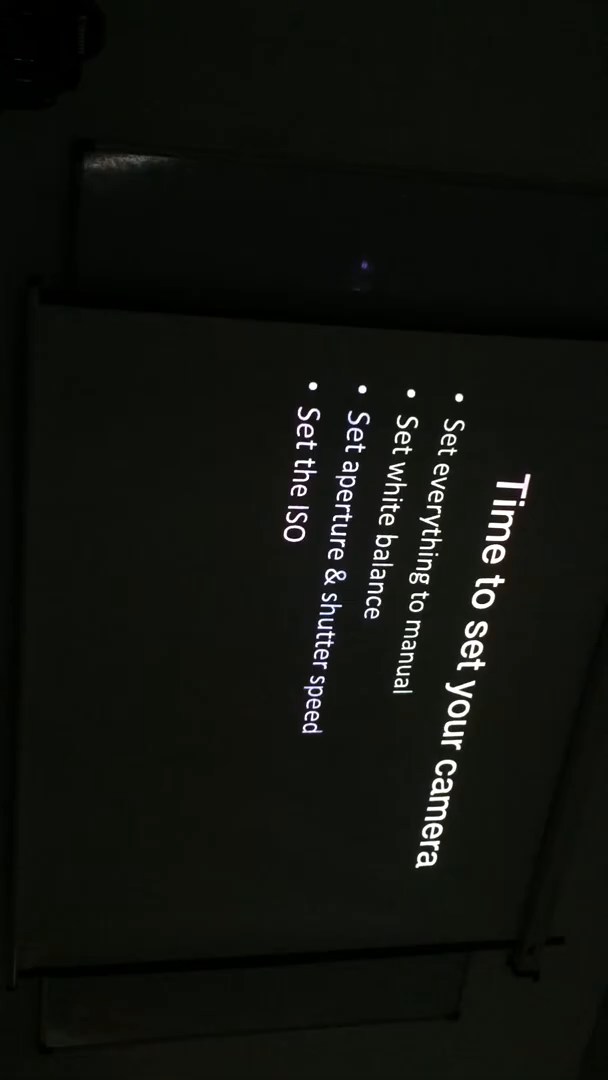 Time to set your camera
• Set everything to manual
• Set white balance
• Set aperture & shutter speed
• Set the ISO